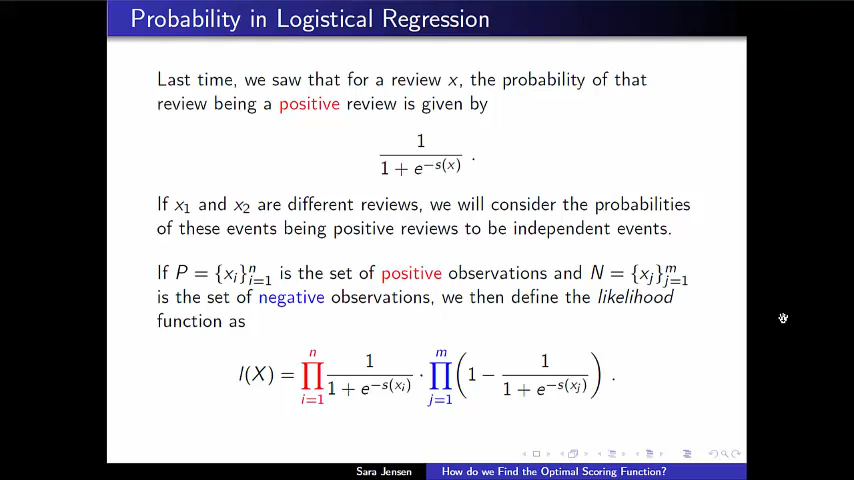 Probability in Logistical Regression
Last time, we saw that for a review x, the probability of that
review being a positive review is given by
1 / (1 + e^{−s(x)}) .
If x₁ and x₂ are different reviews, we will consider the probabilities
of these events being positive reviews to be independent events.
If P = {x_i}_{i=1}^n is the set of positive observations and N = {x_j}_{j=1}^m
is the set of negative observations, we then define the likelihood
function as
l(X) = ∏_{i=1}^{n} 1 / (1 + e^{−s(x_i)}) · ∏_{j=1}^{m} (1 − 1 / (1 + e^{−s(x_j)})) .
Sara Jensen
How do we Find the Optimal Scoring Function?